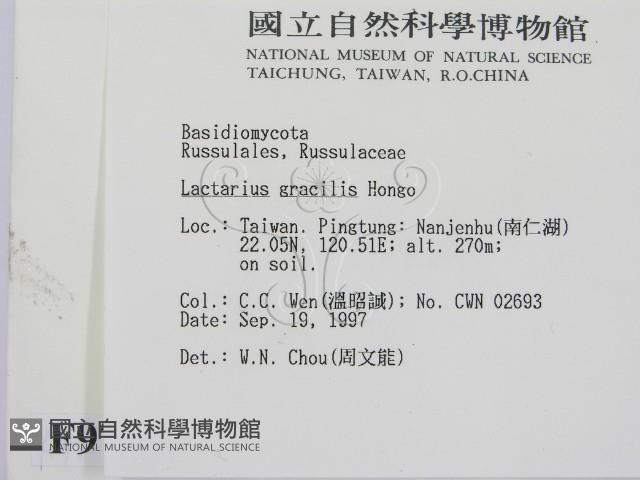 國立自然科學博物館
NATIONAL MUSEUM OF NATURAL SCIENCE
TAICHUNG, TAIWAN, R.O.CHINA
Basidiomycota
Russulales, Russulaceae
Lactarius gracilis Hongo
Loc.: Taiwan. Pingtung: Nanjenhu(南仁湖)
22.05N, 120.51E; alt. 270m;
on soil.
Col.: C.C. Wen(溫昭誠); No. CWN 02693
Date: Sep. 19, 1997
Det.: W.N. Chou(周文能)
F9
國立自然科學博物館
NATIONAL MUSEUM OF NATURAL SCIENCE